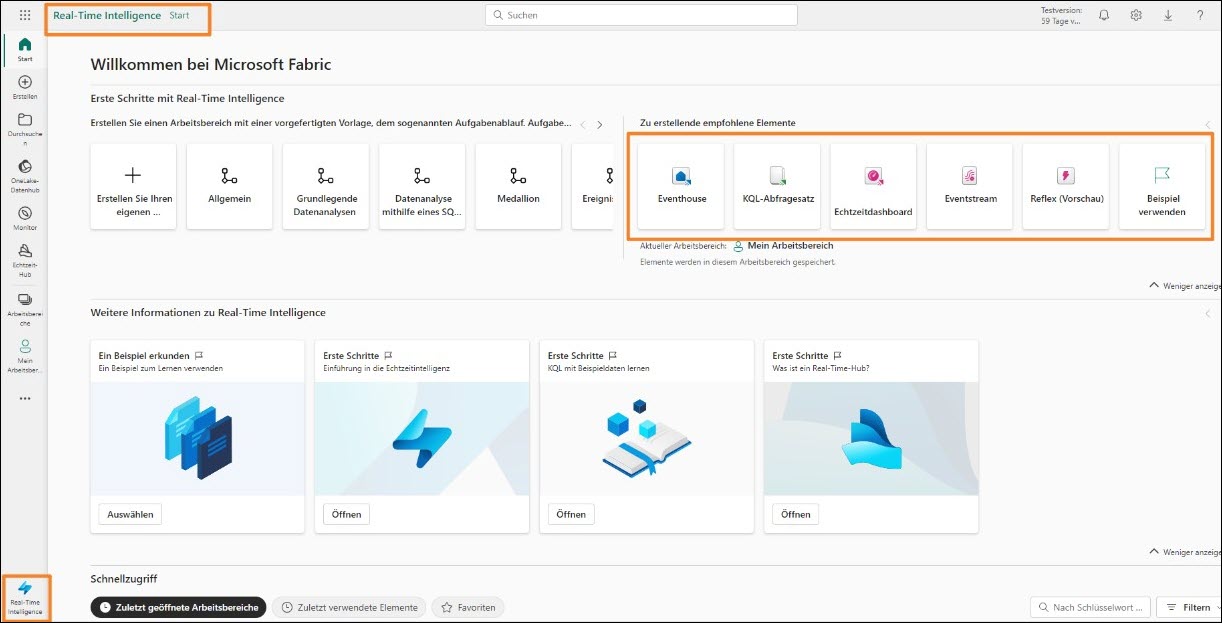 Real-Time Intelligence Start
Suchen
Testversion:
59 Tage v...
?
Start
Erstellen
Durchsuche
n
OneLake-
Datenhub
Monitor
Echtzeit-
Hub
Arbeitsberei
che
Mein
Arbeitsber...
Real-Time
Intelligence
Willkommen bei Microsoft Fabric
Erste Schritte mit Real-Time Intelligence
Erstellen Sie einen Arbeitsbereich mit einer vorgefertigten Vorlage, dem sogenannten Aufgabenablauf. Aufgabe...
Erstellen Sie Ihren
eigenen ...
Allgemein
Grundlegende
Datenanalysen
Datenanalyse
mithilfe eines SQ...
Medallion
Ereignis
Zu erstellende empfohlene Elemente
Eventhouse
KQL-Abfragesatz
Echtzeitdashboard
Eventstream
Reflex (Vorschau)
Beispiel
verwenden
Aktueller Arbeitsbereich: Mein Arbeitsbereich
Elemente werden in diesem Arbeitsbereich gespeichert.
Weniger anzeige
Weitere Informationen zu Real-Time Intelligence
Ein Beispiel erkunden
Ein Beispiel zum Lernen verwenden
Auswählen
Erste Schritte
Einführung in die Echtzeitintelligenz
Öffnen
Erste Schritte
KQL mit Beispieldaten lernen
Öffnen
Erste Schritte
Was ist ein Real-Time-Hub?
Öffnen
Weniger anzeige
Schnellzugriff
Zuletzt geöffnete Arbeitsbereiche
Zuletzt verwendete Elemente
Favoriten
Nach Schlüsselwort ...
Filtern